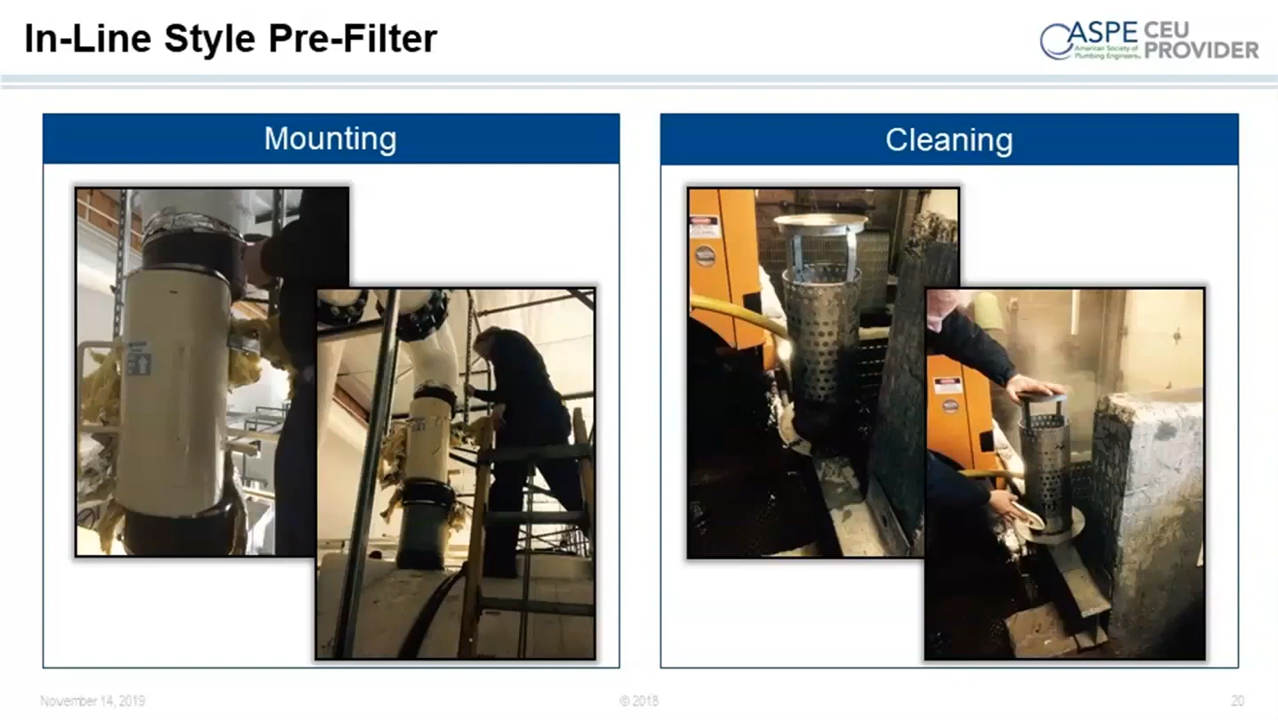 In-Line Style Pre-Filter
ASPE CEU
American Society of
Plumbing Engineers
PROVIDER
Mounting
Cleaning
November 14, 2019
© 2018
20